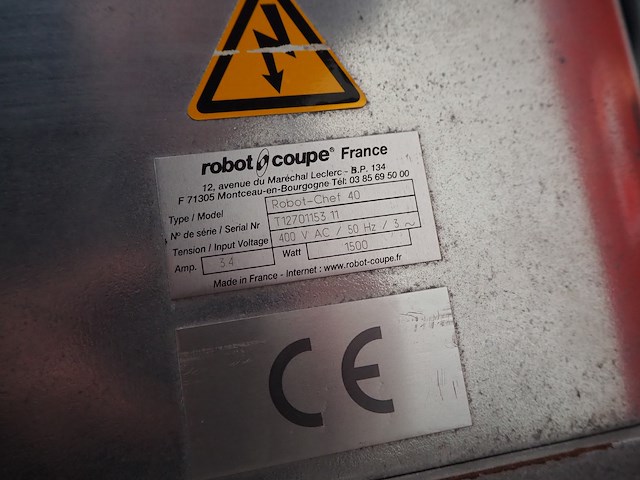 robot coupe® France
12, avenue du Maréchal Leclerc - B.P. 134
F 71305 Montceau-en-Bourgogne Tél: 03 85 69 50 00
Type / Model Robot-Chef 40
N° de série / Serial Nr T12701153 11
Tension / Input Voltage 400 V AC / 50 Hz / 3 ~
Amp. 3.4 Watt 1500
Made in France - Internet : www.robot-coupe.fr
CE